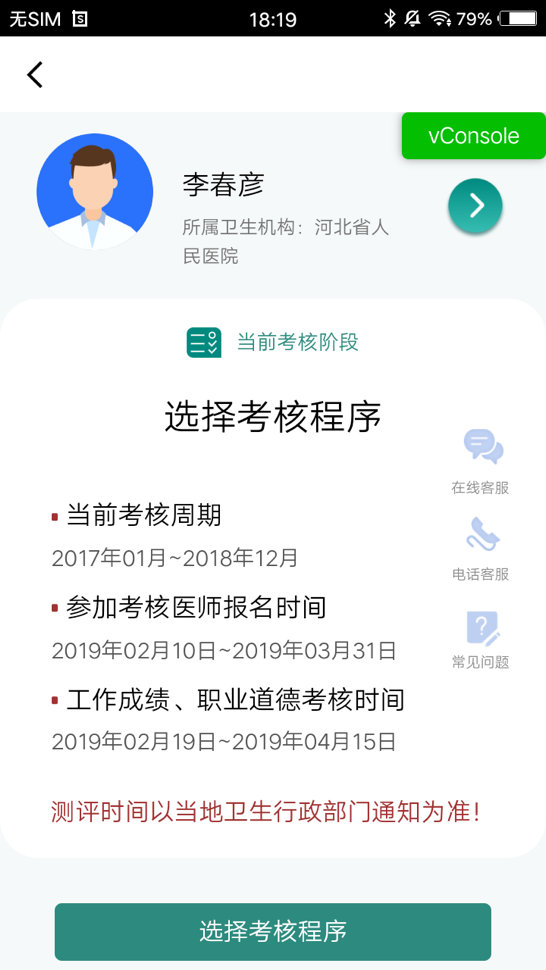 无SIM
18:19
79%
vConsole
李春彦
所属卫生机构：河北省人
民医院
当前考核阶段
选择考核程序
在线客服
当前考核周期
2017年01月~2018年12月
电话客服
参加考核医师报名时间
2019年02月10日~2019年03月31日
常见问题
工作成绩、职业道德考核时间
2019年02月19日~2019年04月15日
测评时间以当地卫生行政部门通知为准！
选择考核程序